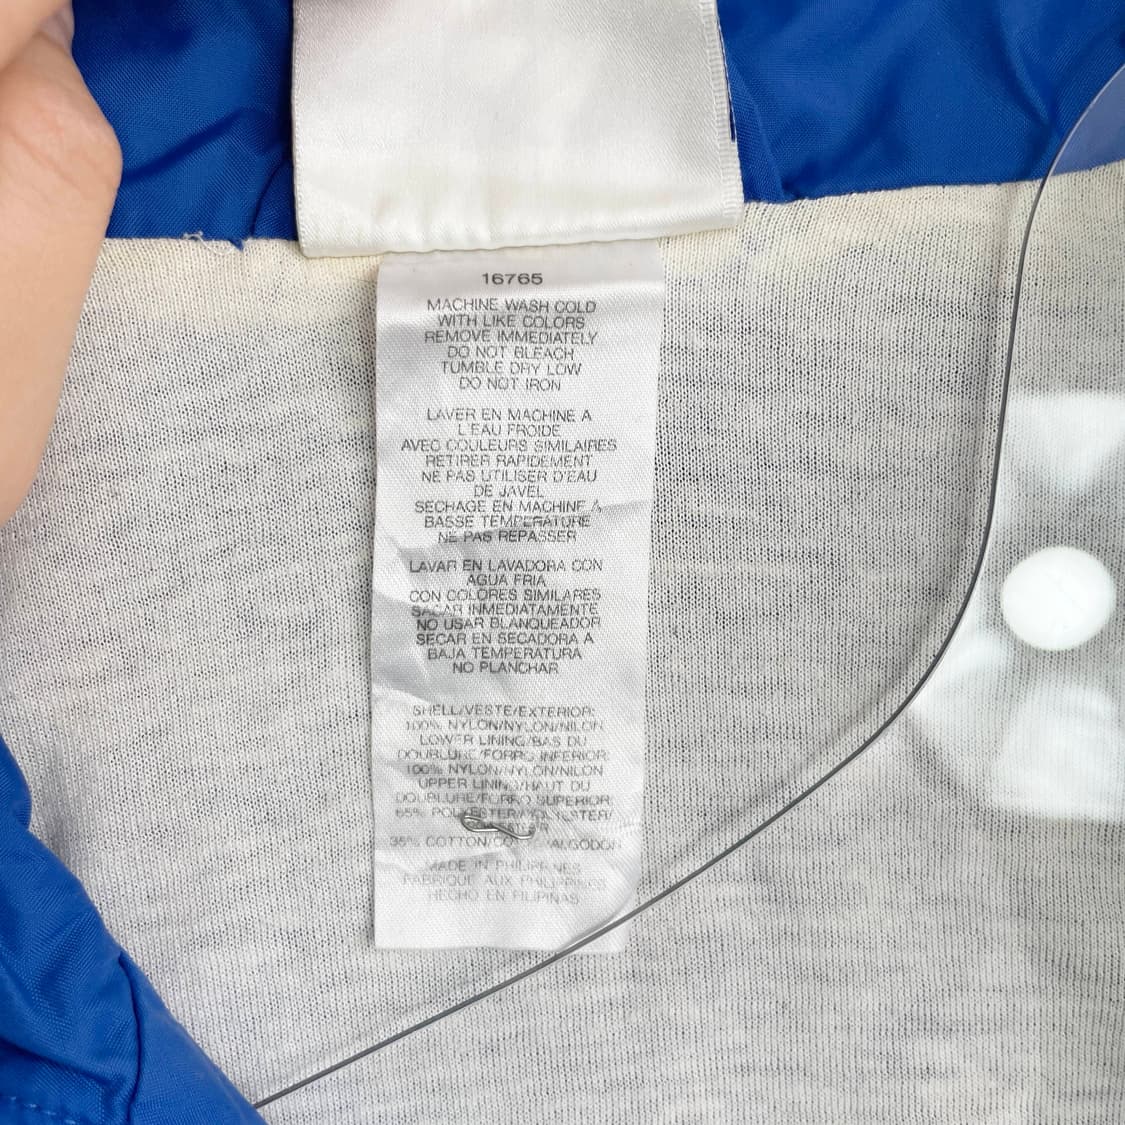 16765
MACHINE WASH COLD
WITH LIKE COLORS
REMOVE IMMEDIATELY
DO NOT BLEACH
TUMBLE DRY LOW
DO NOT IRON
LAVER EN MACHINE A
L'EAU FROIDE
AVEC COULEURS SIMILAIRES
RETIRER RAPIDEMENT
NE PAS UTILISER D'EAU
DE JAVEL
SECHAGE EN MACHINE A
BASSE TEMPERATURE
NE PAS REPASSER
LAVAR EN LAVADORA CON
AGUA FRIA
CON COLORES SIMILARES
SACAR INMEDIATAMENTE
NO USAR BLANQUEADOR
SECAR EN SECADORA A
BAJA TEMPERATURA
NO PLANCHAR
SHELL/VESTE/EXTERIOR:
100% NYLON/NYLON/NILON
LOWER LINING/BAS DU
DOUBLURE/FORRO INFERIOR:
100% NYLON/NYLON/NILON
UPPER LINING/HAUT DU
DOUBLURE/FORRO SUPERIOR:
65% POLYESTER/POLYESTER/
35% COTTON/COTON/ALGODON
MADE IN PHILIPPINES
FABRIQUE AUX PHILIPPINES
HECHO EN FILIPINAS